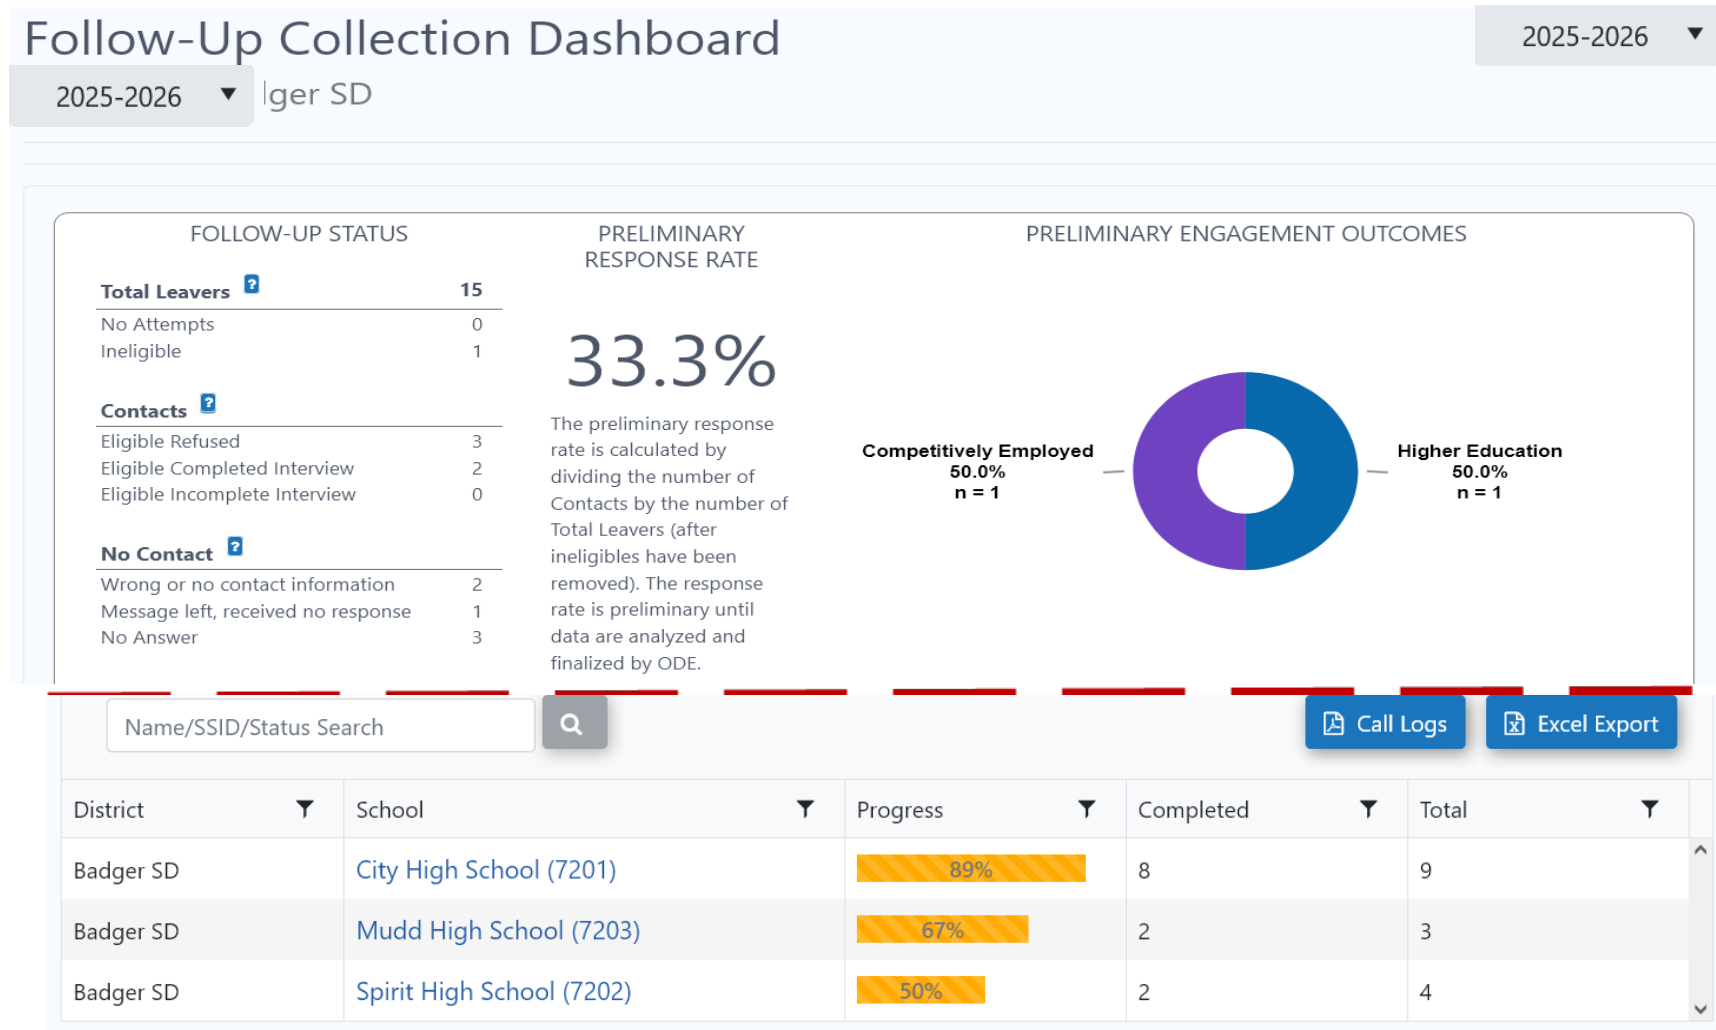 Follow-Up Collection Dashboard
2025-2026
2025-2026
lger SD
FOLLOW-UP STATUS
Total Leavers ? 15
No Attempts 0
Ineligible 1
Contacts ?
Eligible Refused 3
Eligible Completed Interview 2
Eligible Incomplete Interview 0
No Contact ?
Wrong or no contact information 2
Message left, received no response 1
No Answer 3
PRELIMINARY
RESPONSE RATE
33.3%
The preliminary response
rate is calculated by
dividing the number of
Contacts by the number of
Total Leavers (after
ineligibles have been
removed). The response
rate is preliminary until
data are analyzed and
finalized by ODE.
PRELIMINARY ENGAGEMENT OUTCOMES
Competitively Employed
50.0%
n = 1
Higher Education
50.0%
n = 1
Name/SSID/Status Search
Call Logs
Excel Export
District School Progress Completed Total
Badger SD City High School (7201) 89% 8 9
Badger SD Mudd High School (7203) 67% 2 3
Badger SD Spirit High School (7202) 50% 2 4